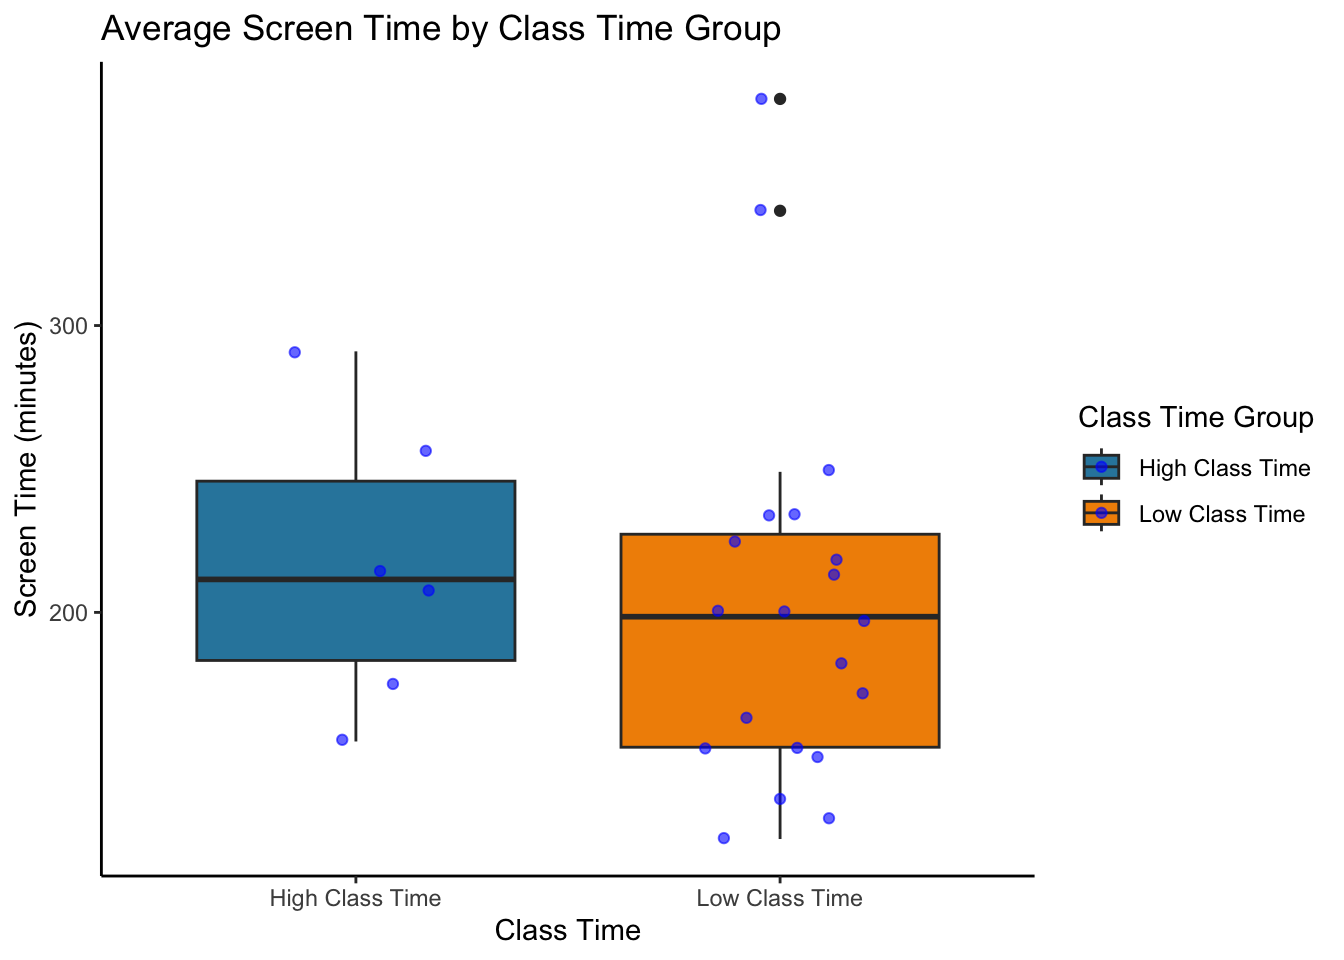 Average Screen Time by Class Time Group
Screen Time (minutes)
300
200
High Class Time
Low Class Time
Class Time
Class Time Group
High Class Time
Low Class Time